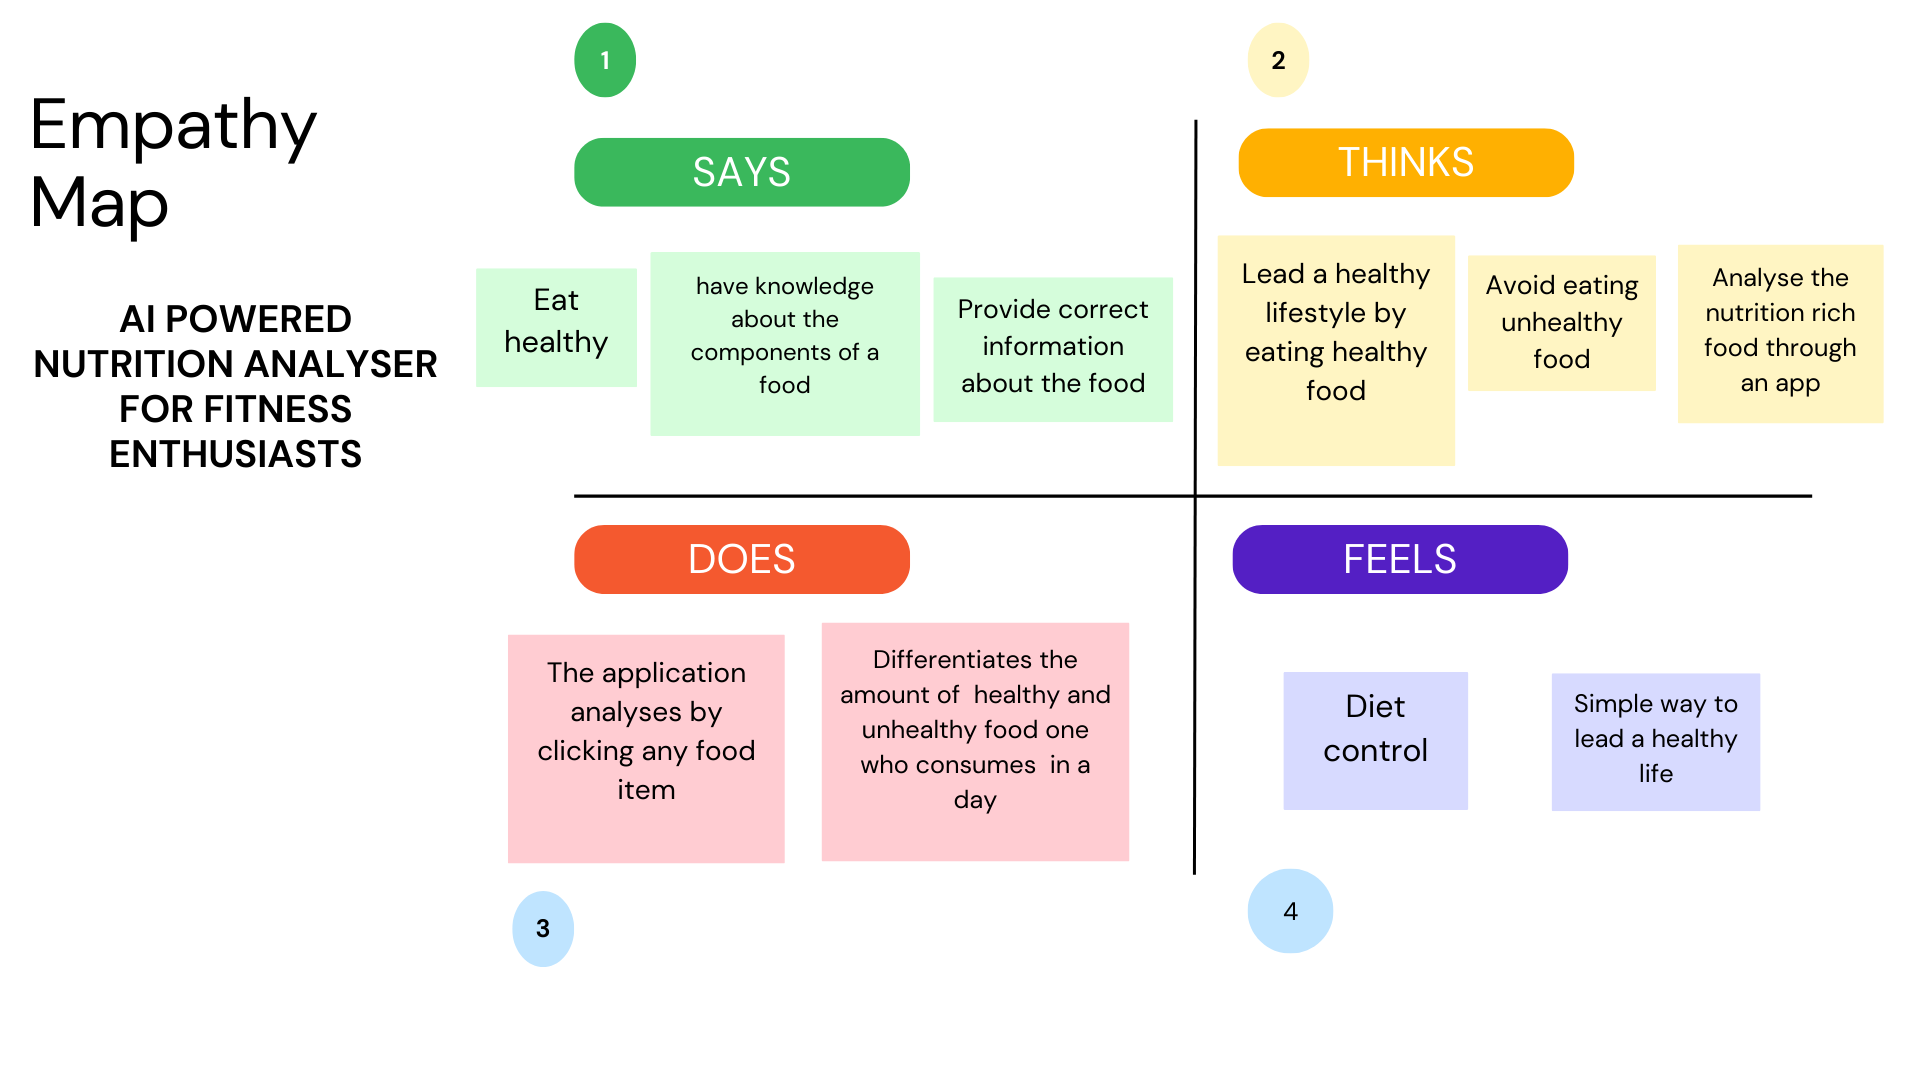 Empathy
Map
AI POWERED
NUTRITION ANALYSER
FOR FITNESS
ENTHUSIASTS
1
SAYS
Eat
healthy
have knowledge
about the
components of a
food
Provide correct
information
about the food
2
THINKS
Lead a healthy
lifestyle by
eating healthy
food
Avoid eating
unhealthy
food
Analyse the
nutrition rich
food through
an app
DOES
The application
analyses by
clicking any food
item
Differentiates the
amount of  healthy and
unhealthy food one
who consumes  in a
day
3
FEELS
Diet
control
Simple way to
lead a healthy
life
4